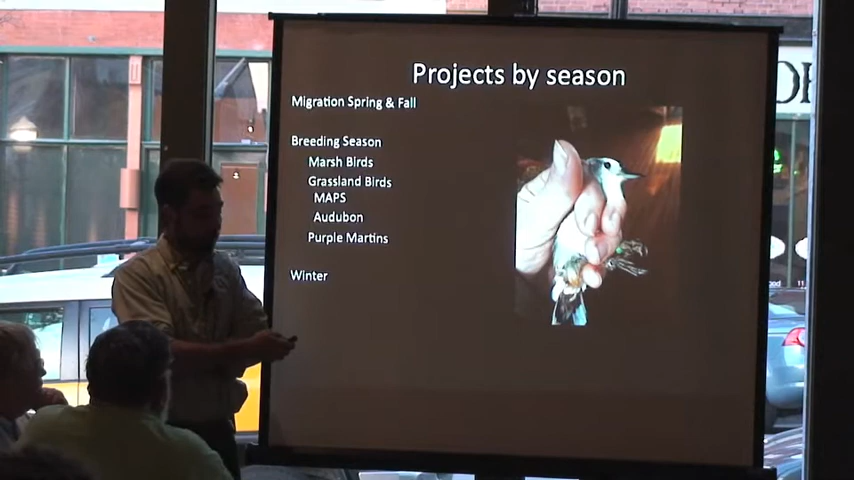 Projects by season
Migration Spring & Fall
Breeding Season
Marsh Birds
Grassland Birds
MAPS
Audubon
Purple Martins
Winter